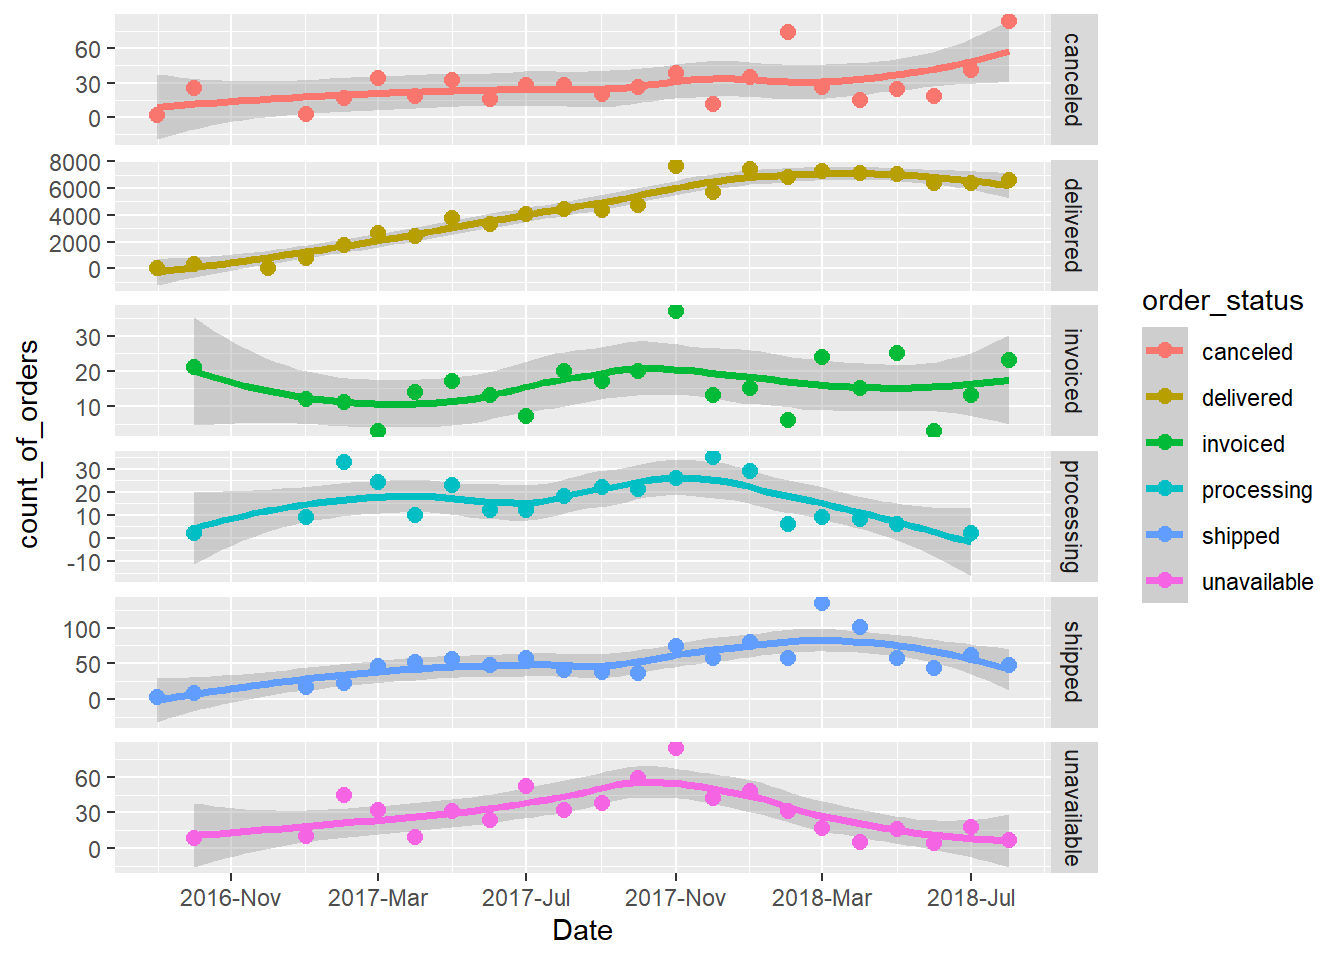 count_of_orders
60
30
0
canceled
8000
6000
4000
2000
0
delivered
30
20
10
invoiced
30
20
10
0
-10
processing
100
50
0
shipped
60
30
0
unavailable
2016-Nov 2017-Mar 2017-Jul 2017-Nov 2018-Mar 2018-Jul
Date
order_status
canceled
delivered
invoiced
processing
shipped
unavailable